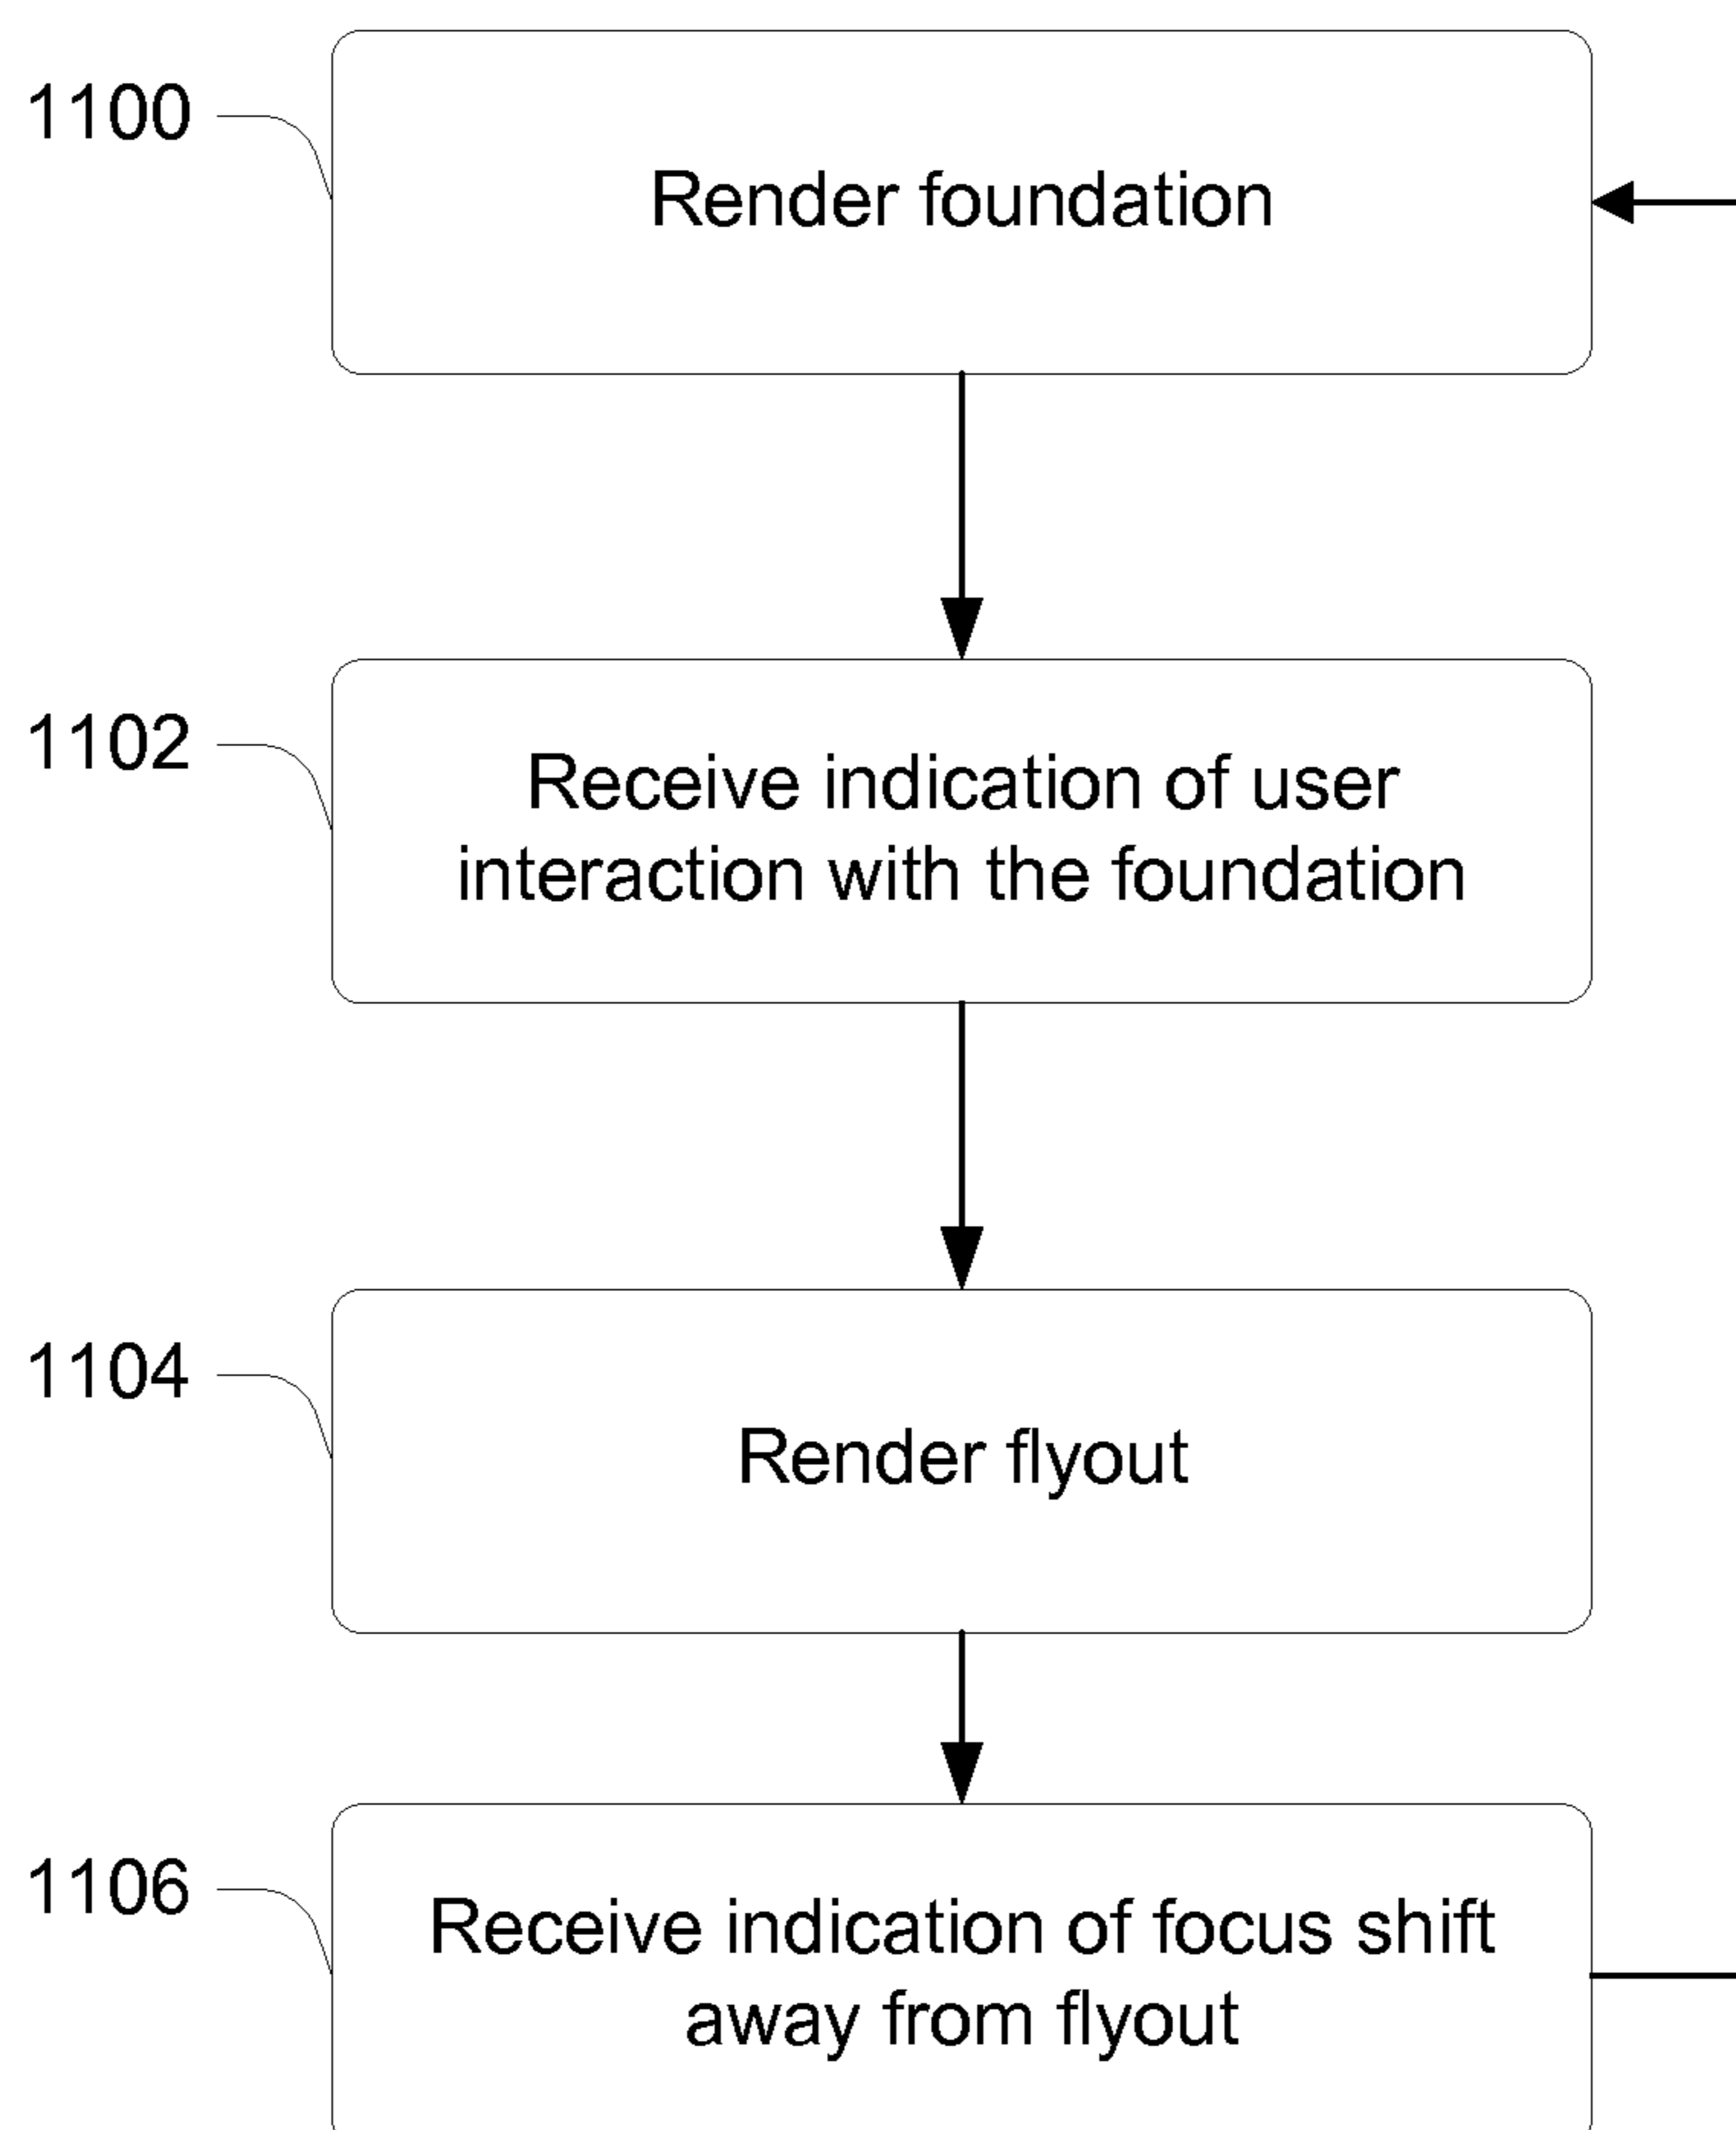 1100
Render foundation
1102
Receive indication of user
interaction with the foundation
1104
Render flyout
1106
Receive indication of focus shift
away from flyout